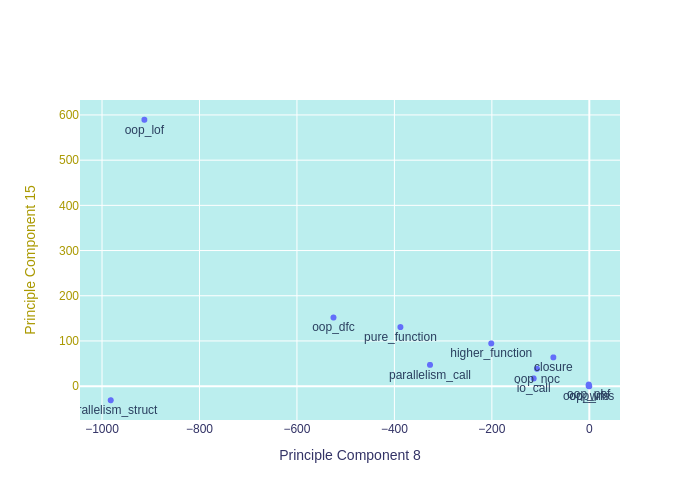 600
oop_lof
500
400
300
200
oop_dfc
pure_function
100
higher_function
closure
parallelism_call
oop_noc
io_call
0
rallelism_struct
−1000
−800
−600
−400
−200
0
Principle Component 8
Principle Component 15